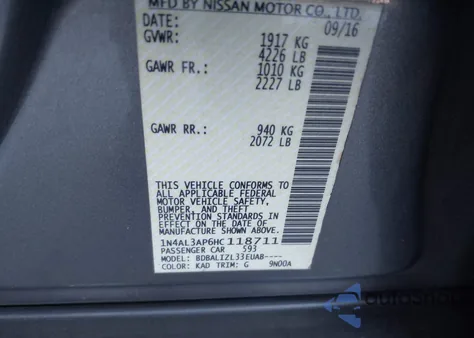 MFD BY NISSAN MOTOR CO., LTD.
DATE: 09/16
GVWR: 1917 KG
4226 LB
GAWR FR.: 1010 KG
2227 LB
GAWR RR.: 940 KG
2072 LB
THIS VEHICLE CONFORMS TO
ALL APPLICABLE FEDERAL
MOTOR VEHICLE SAFETY,
BUMPER, AND THEFT
PREVENTION STANDARDS IN
EFFECT ON THE DATE OF
MANUFACTURE SHOWN ABOVE.
1N4AL3AP6HC118711
PASSENGER CAR 593
MODEL: BDBALIZL33EUAB----
COLOR: KAD TRIM: G 9N00A